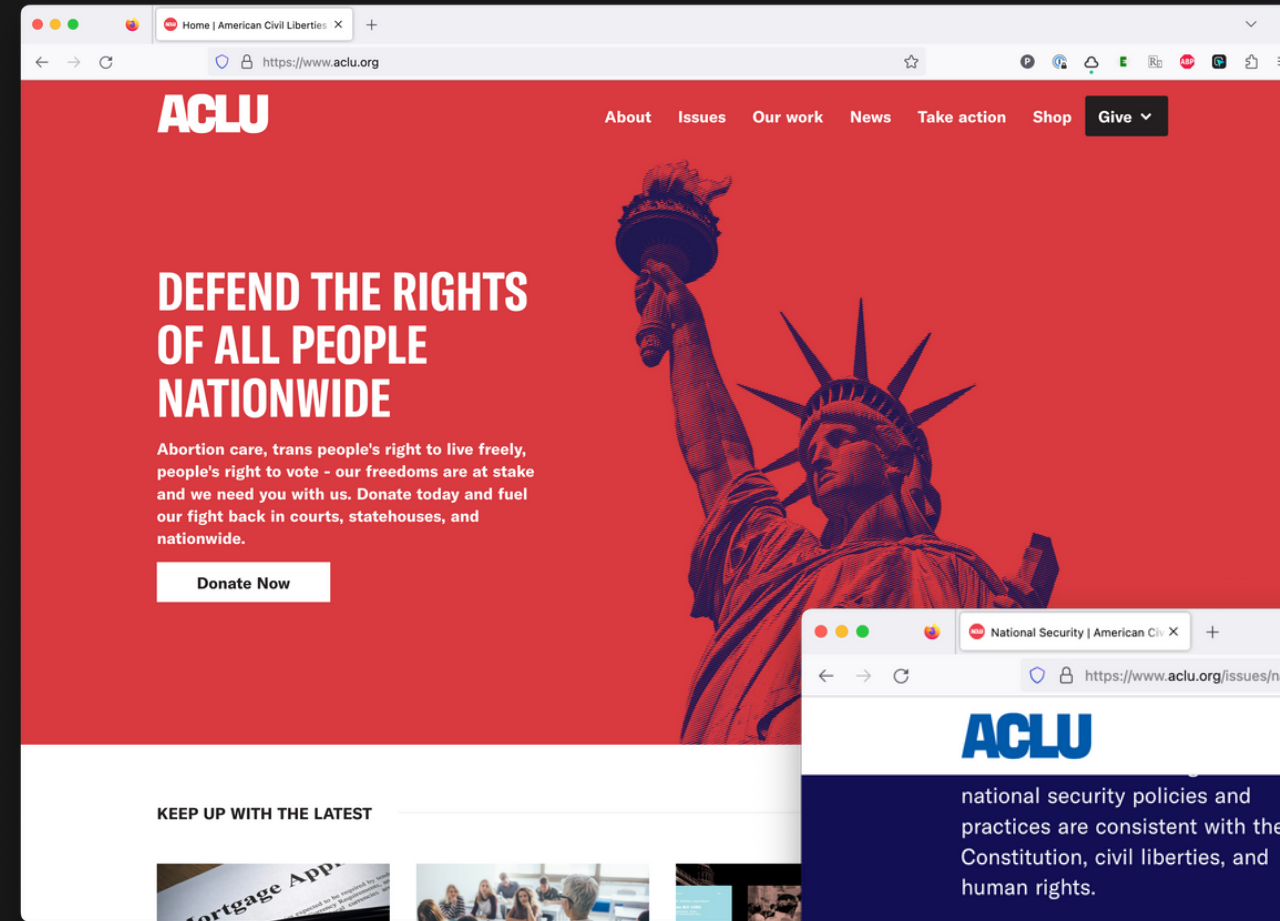 Home | American Civil Liberties
https://www.aclu.org
ACLU
About Issues Our work News Take action Shop Give
DEFEND THE RIGHTS
OF ALL PEOPLE
NATIONWIDE
Abortion care, trans people's right to live freely,
people's right to vote - our freedoms are at stake
and we need you with us. Donate today and fuel
our fight back in courts, statehouses, and
nationwide.
Donate Now
KEEP UP WITH THE LATEST
National Security | American Civ
https://www.aclu.org/issues/n
ACLU
national security policies and
practices are consistent with the
Constitution, civil liberties, and
human rights.